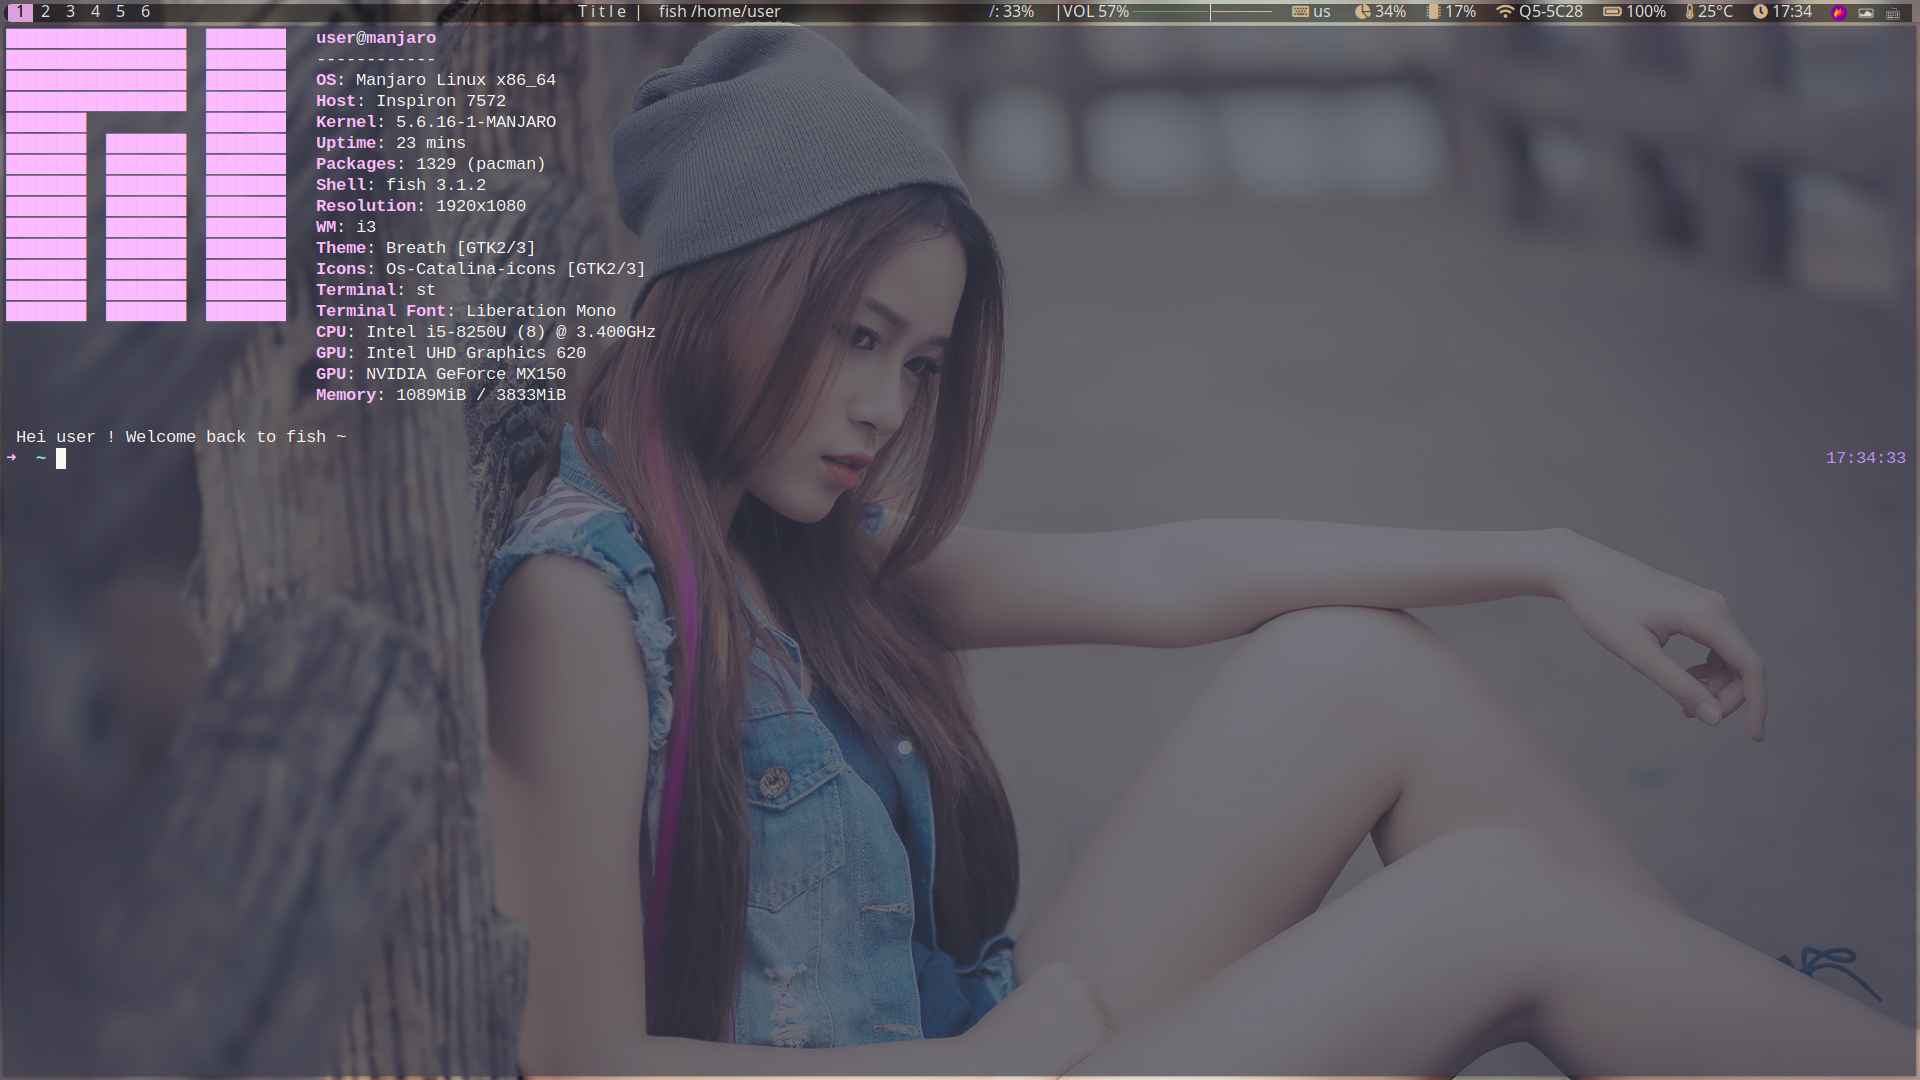 1 2 3 4 5 6 Title | fish /home/user /: 33% |VOL 57% us 34% 17% Q5-5C28 100% 25°C 17:34
user@manjaro
------------
OS: Manjaro Linux x86_64
Host: Inspiron 7572
Kernel: 5.6.16-1-MANJARO
Uptime: 23 mins
Packages: 1329 (pacman)
Shell: fish 3.1.2
Resolution: 1920x1080
WM: i3
Theme: Breath [GTK2/3]
Icons: Os-Catalina-icons [GTK2/3]
Terminal: st
Terminal Font: Liberation Mono
CPU: Intel i5-8250U (8) @ 3.400GHz
GPU: Intel UHD Graphics 620
GPU: NVIDIA GeForce MX150
Memory: 1089MiB / 3833MiB
Hei user ! Welcome back to fish ~
➜ ~ 17:34:33